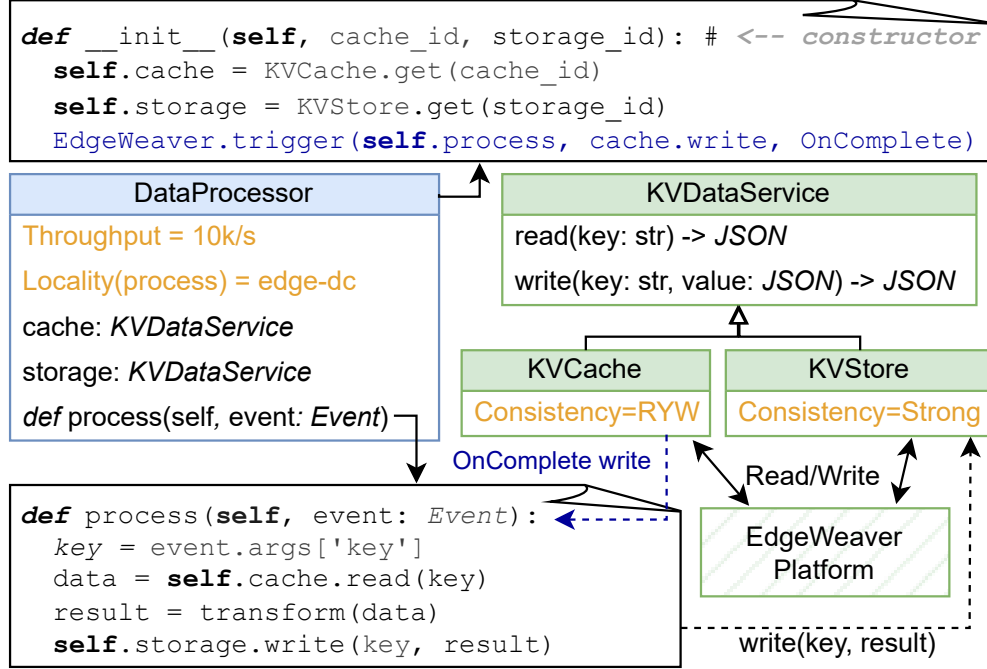 def __init__(self, cache_id, storage_id): # <-- constructor
self.cache = KVCache.get(cache_id)
self.storage = KVStore.get(storage_id)
EdgeWeaver.trigger(self.process, cache.write, OnComplete)
DataProcessor
Throughput = 10k/s
Locality(process) = edge-dc
cache: KVDataService
storage: KVDataService
def process(self, event: Event)
KVDataService
read(key: str) -> JSON
write(key: str, value: JSON) -> JSON
KVCache
Consistency=RYW
KVStore
Consistency=Strong
OnComplete write
Read/Write
EdgeWeaver
Platform
def process(self, event: Event):
key = event.args['key']
data = self.cache.read(key)
result = transform(data)
self.storage.write(key, result)
write(key, result)